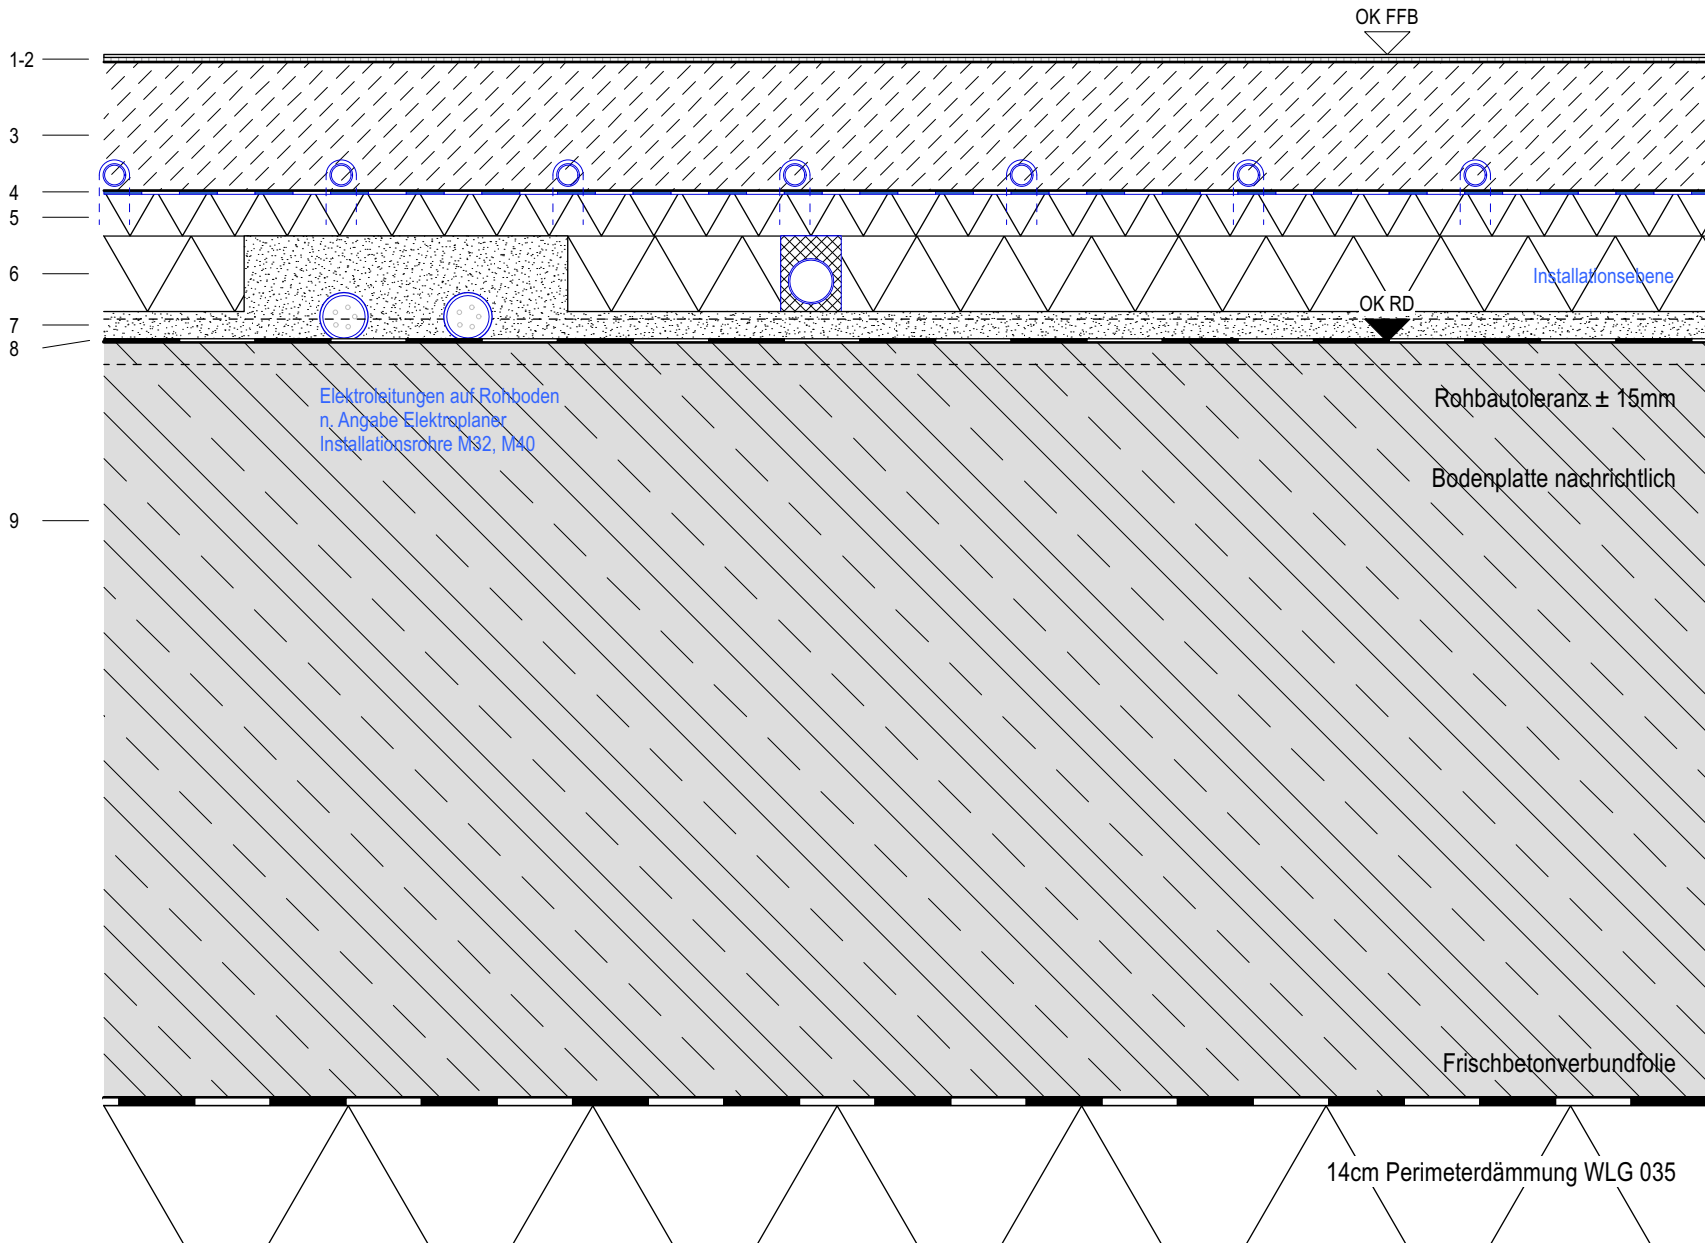 OK FFB
1-2
3
4
5
6
Installationsebene
OK RD
7
8
Elektroleitungen auf Rohboden
n. Angabe Elektroplaner
Installationsrohre M32, M40
Rohbautoleranz ± 15mm
Bodenplatte nachrichtlich
9
Frischbetonverbundfolie
14cm Perimeterdämmung WLG 035